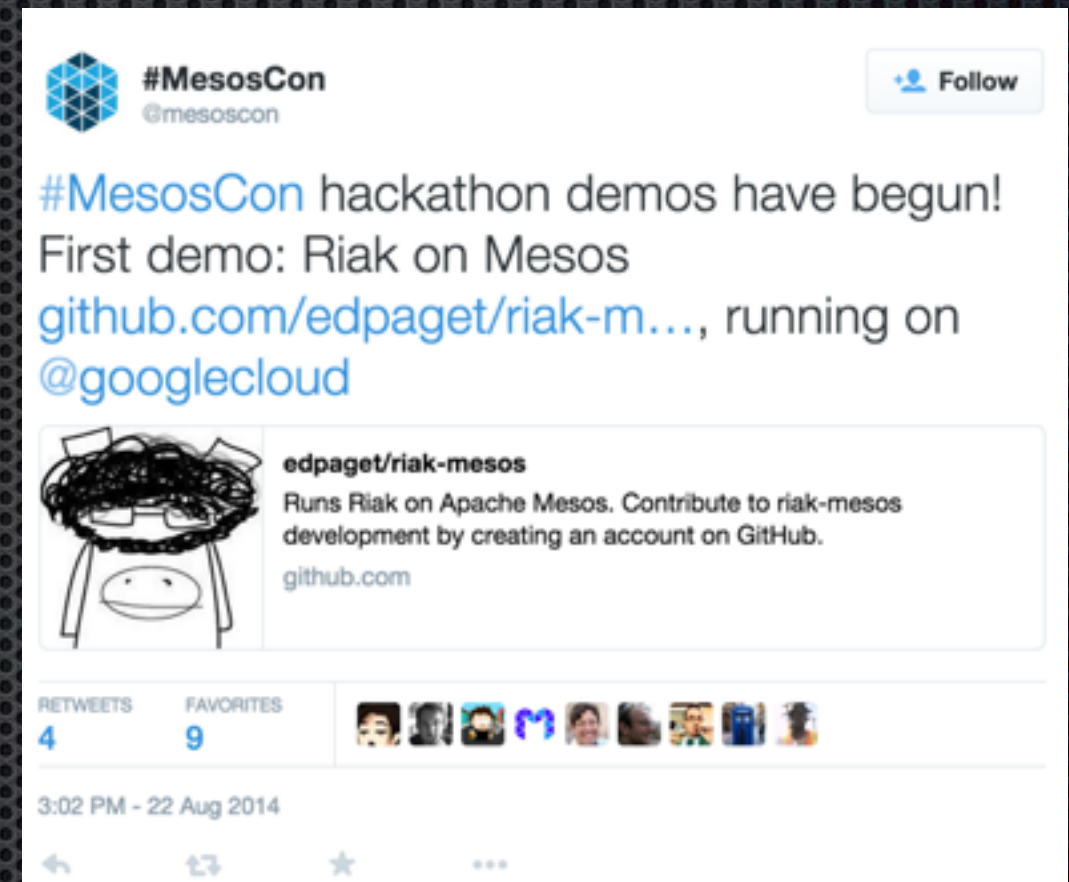 #MesosCon
@mesoscon
Follow
#MesosCon hackathon demos have begun!
First demo: Riak on Mesos
github.com/edpaget/riak-m…, running on
@googlecloud
edpaget/riak-mesos
Runs Riak on Apache Mesos. Contribute to riak-mesos
development by creating an account on GitHub.
github.com
RETWEETS FAVORITES
4 9
3:02 PM - 22 Aug 2014